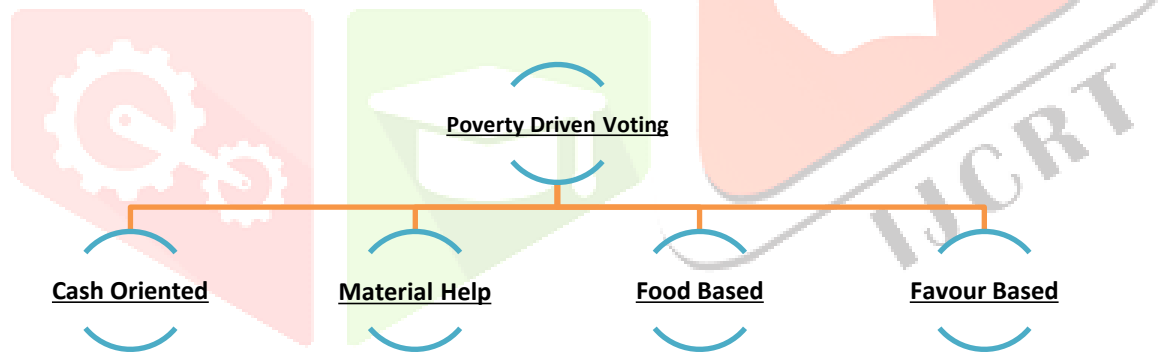 Poverty Driven Voting
IJCRT
Cash Oriented
Material Help
Food Based
Favour Based